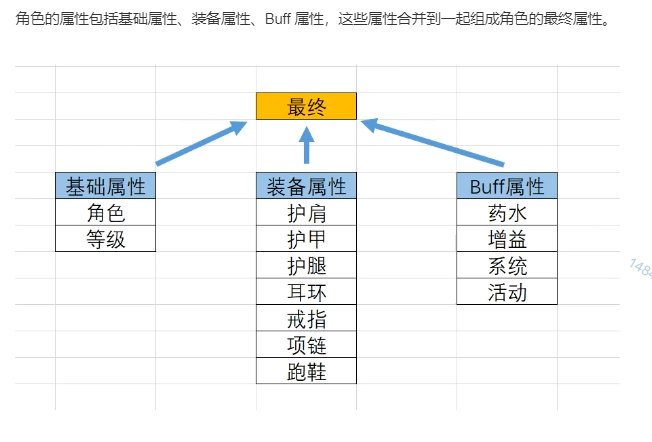 角色的属性包括基础属性、装备属性、Buff 属性，这些属性合并到一起组成角色的最终属性。
最终
基础属性 装备属性 Buff属性
角色 护肩 药水
等级 护甲 增益
护腿 系统
耳环 活动
戒指
项链
跑鞋